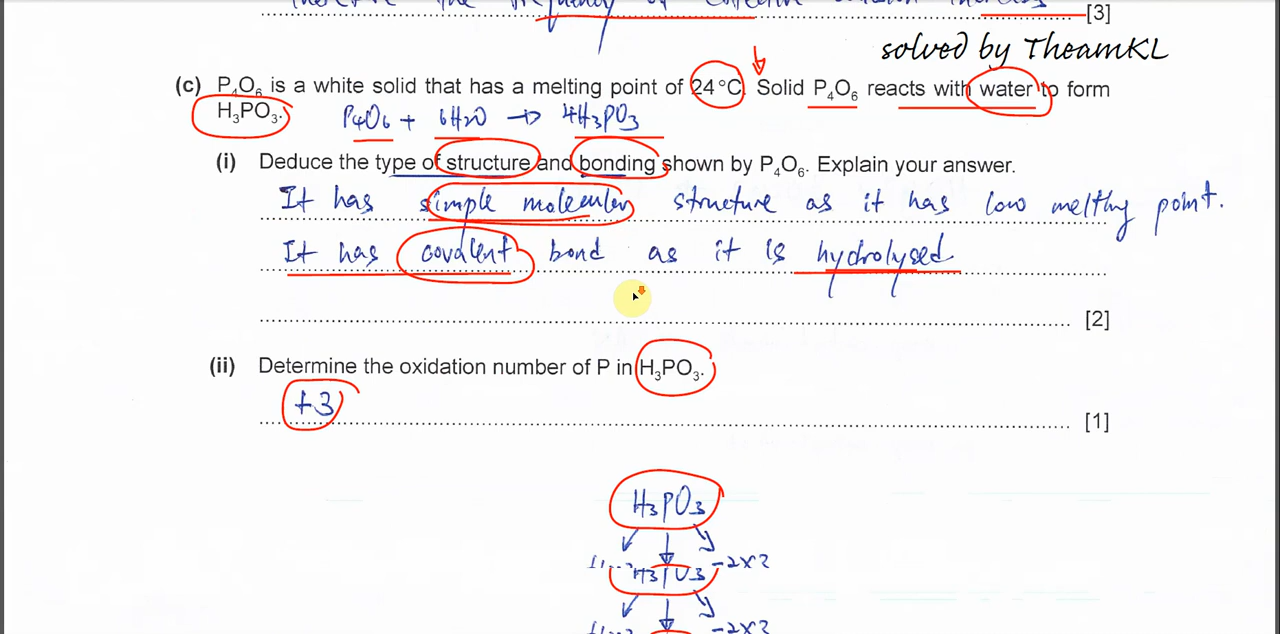 [3]
solved by TheamKL
(c) P₄O₆ is a white solid that has a melting point of 24°C. Solid P₄O₆ reacts with water to form
H₃PO₃. P4O6 + 6H2O → 4H3PO3
(i) Deduce the type of structure and bonding shown by P₄O₆. Explain your answer.
It has simple molecular structure as it has low melting point.
It has covalent bond as it is hydrolysed
[2]
(ii) Determine the oxidation number of P in H₃PO₃.
+3
[1]
H3PO3
-2x3
H3PO3
-2x3